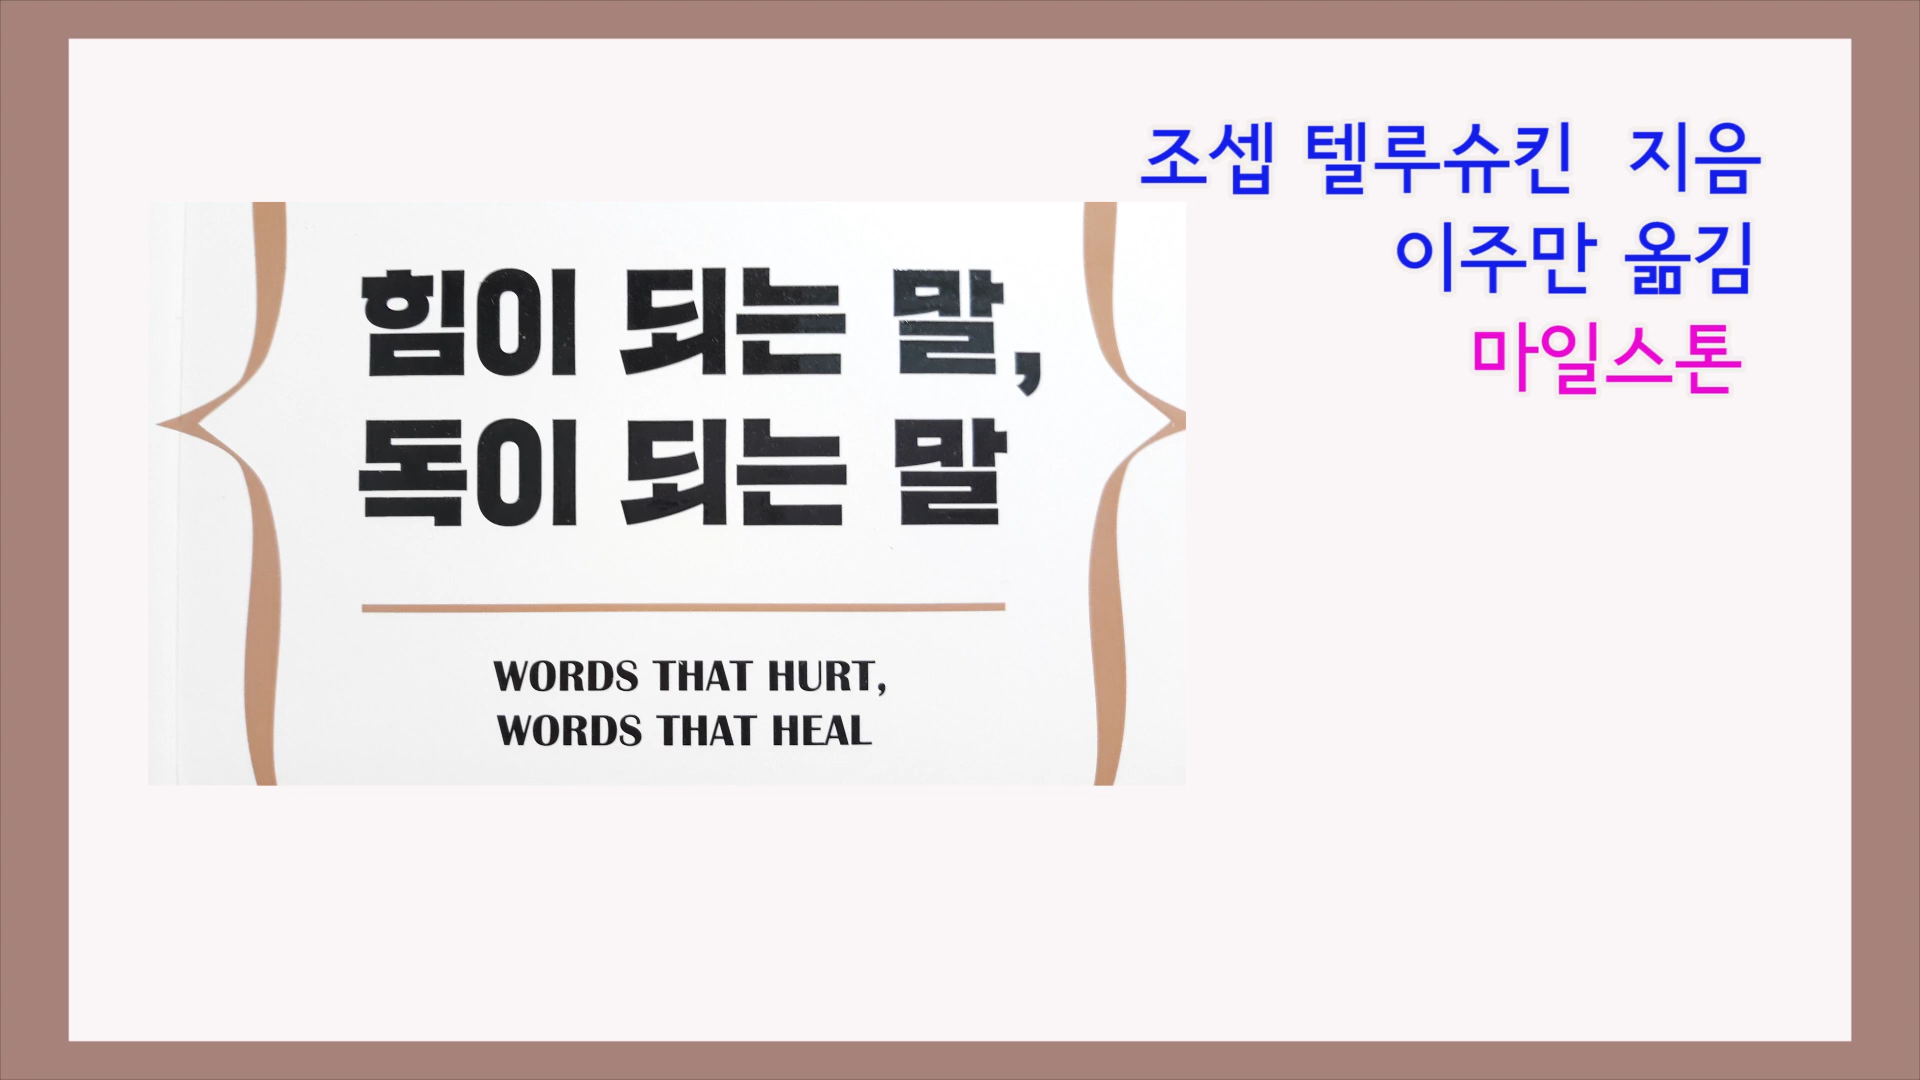 조셉 텔루슈킨 지음
이주만 옮김
마일스톤
힘이 되는 말,
독이 되는 말
WORDS THAT HURT,
WORDS THAT HEAL